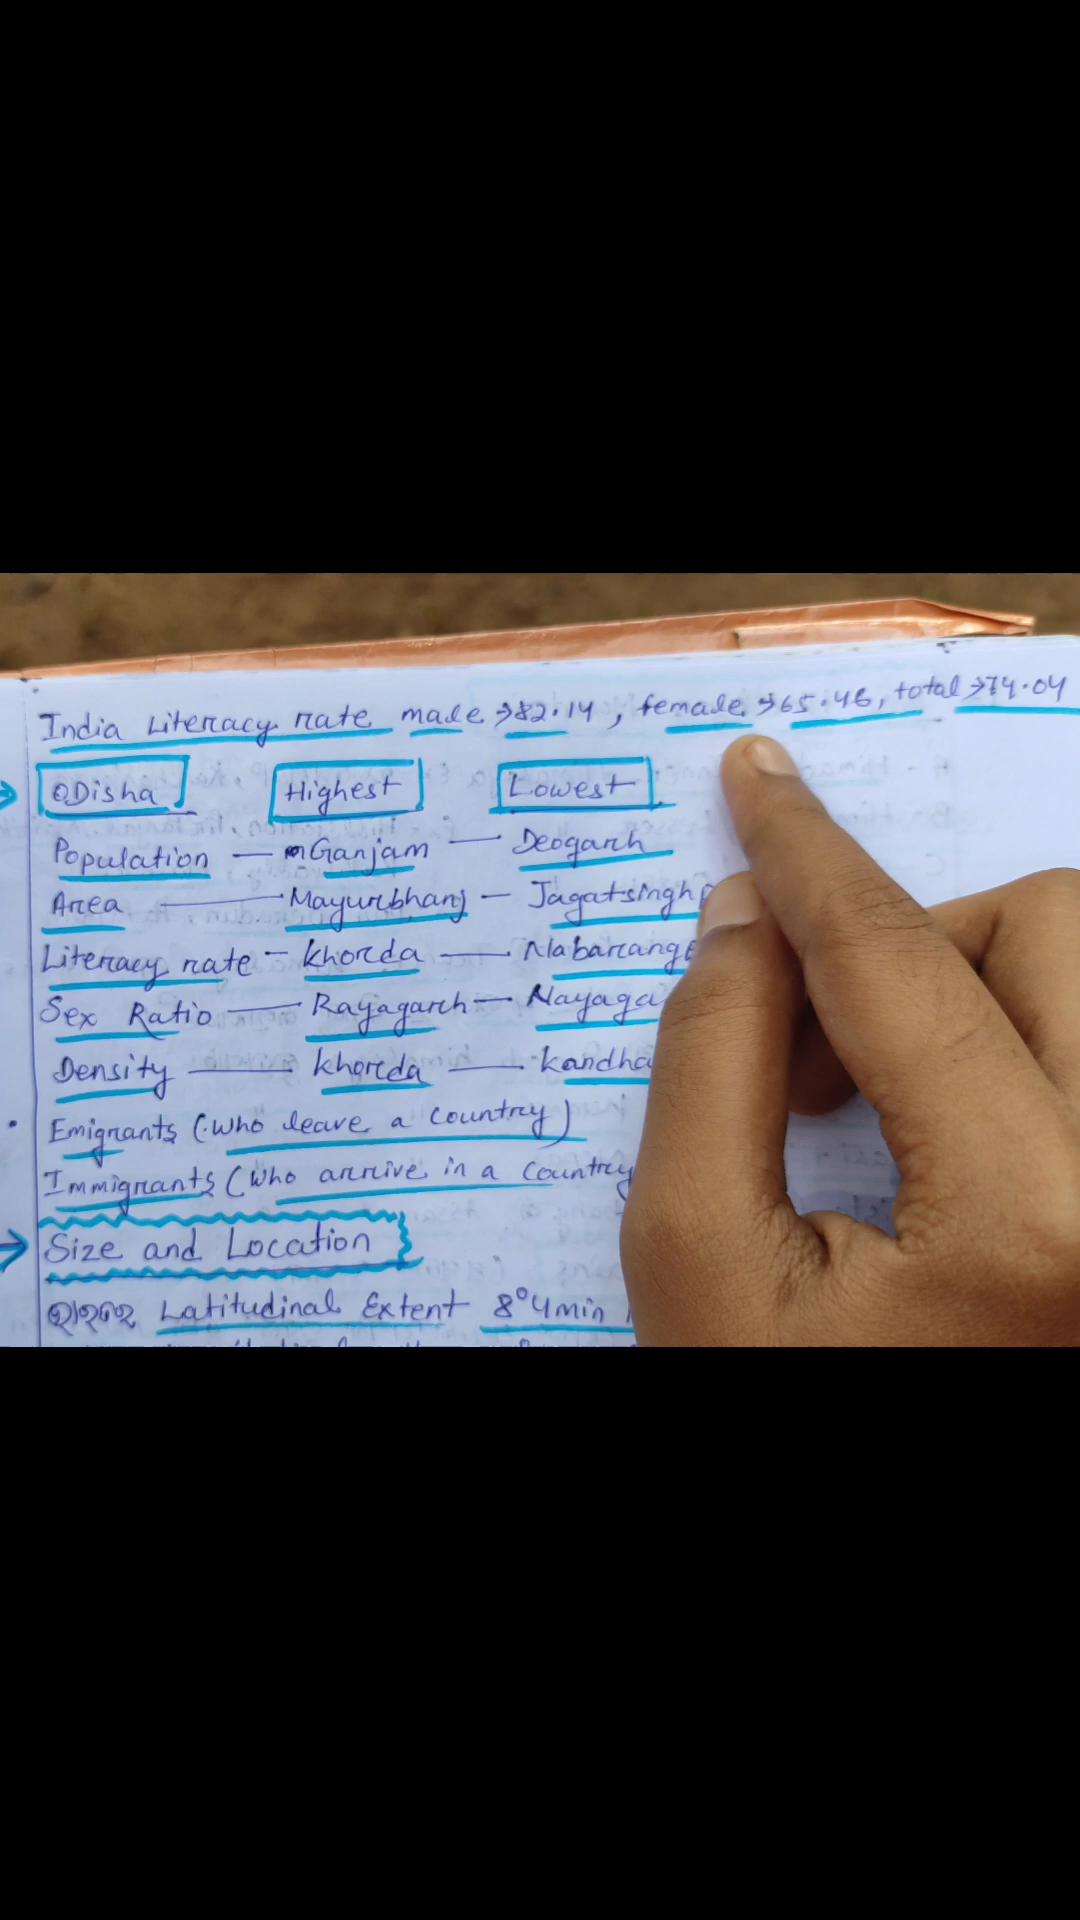 India Literacy rate male → 82.14, female → 65.46, total → 74.04
ODisha Highest Lowest
Population — Ganjam — Deogarh
Area — Mayurbhanj — Jagatsinghp
Literacy rate — Khorda — Nabarange
Sex Ratio — Rayagarh — Nayaga
Density — Khorda — Kandha
Emigrants (who leave a country)
Immigrants (who arrive in a country
Size and Location
Latitudinal Extent 8°4min